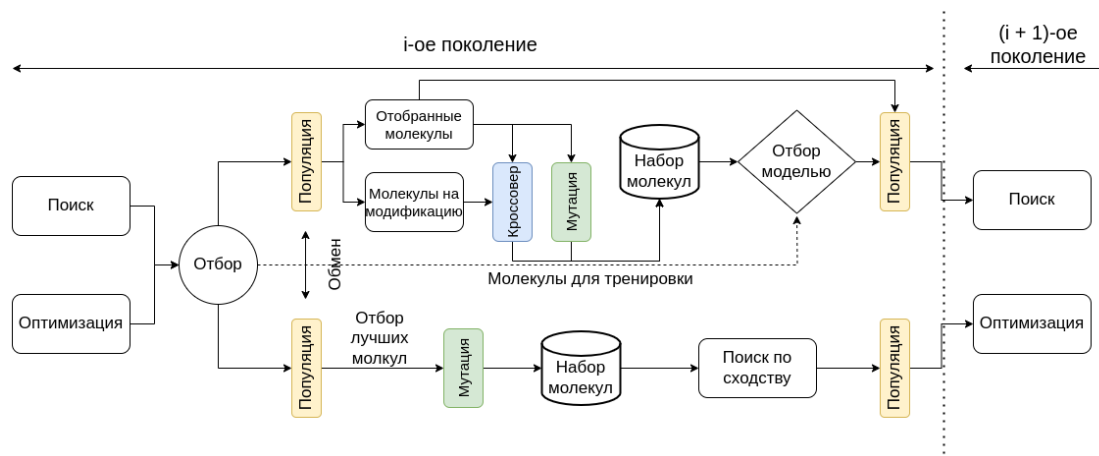 i-ое поколение
(i + 1)-ое
поколение
Поиск
Оптимизация
Отбор
Популяция
Отобранные
молекулы
Молекулы на
модификацию
Кроссовер
Мутация
Набор
молекул
Отбор
моделью
Популяция
Поиск
Обмен
Молекулы для тренировки
Популяция
Отбор
лучших
молкул
Мутация
Набор
молекул
Поиск по
сходству
Популяция
Оптимизация